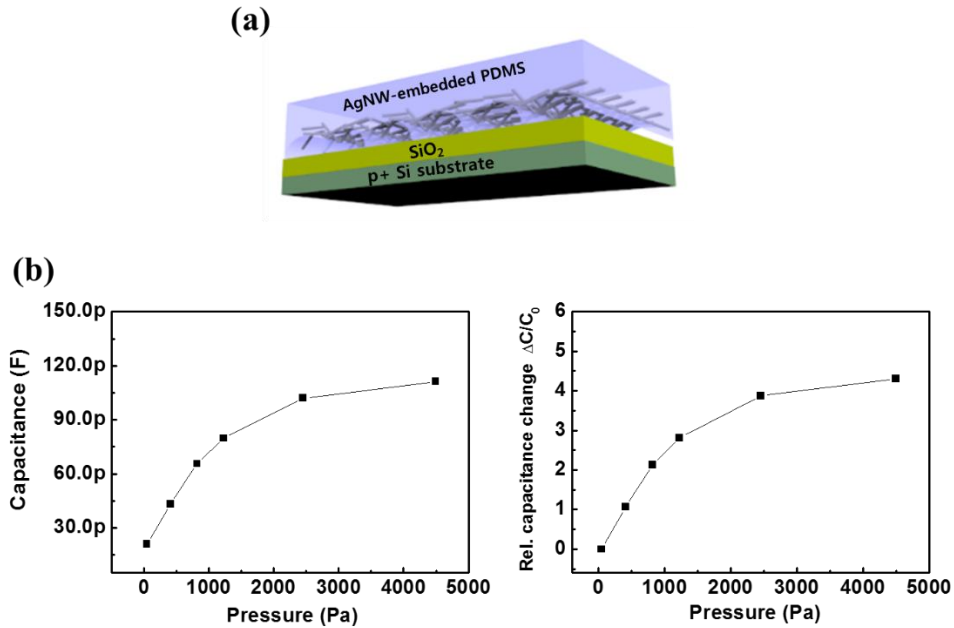 (a)
AgNW-embedded PDMS
SiO₂
p+ Si substrate
(b)
150.0p
120.0p
90.0p
60.0p
30.0p
Capacitance (F)
0 1000 2000 3000 4000 5000
Pressure (Pa)
6
5
4
3
2
1
0
Rel. capacitance change ΔC/C₀
0 1000 2000 3000 4000 5000
Pressure (Pa)